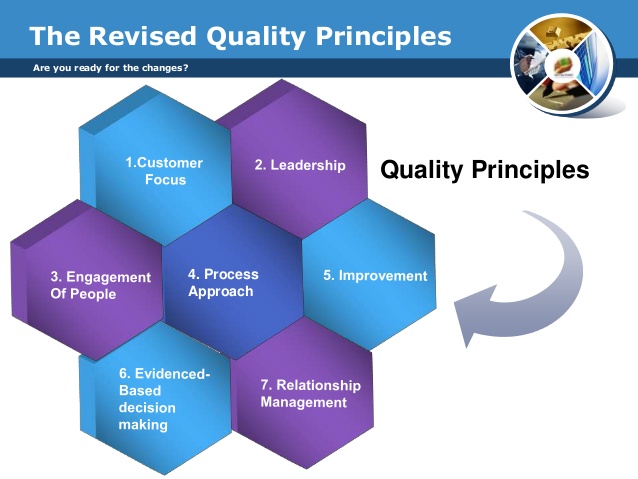 The Revised Quality Principles
Are you ready for the changes?
1.Customer
Focus
2. Leadership
Quality Principles
3. Engagement
Of People
4. Process
Approach
5. Improvement
6. Evidenced-
Based
decision
making
7. Relationship
Management